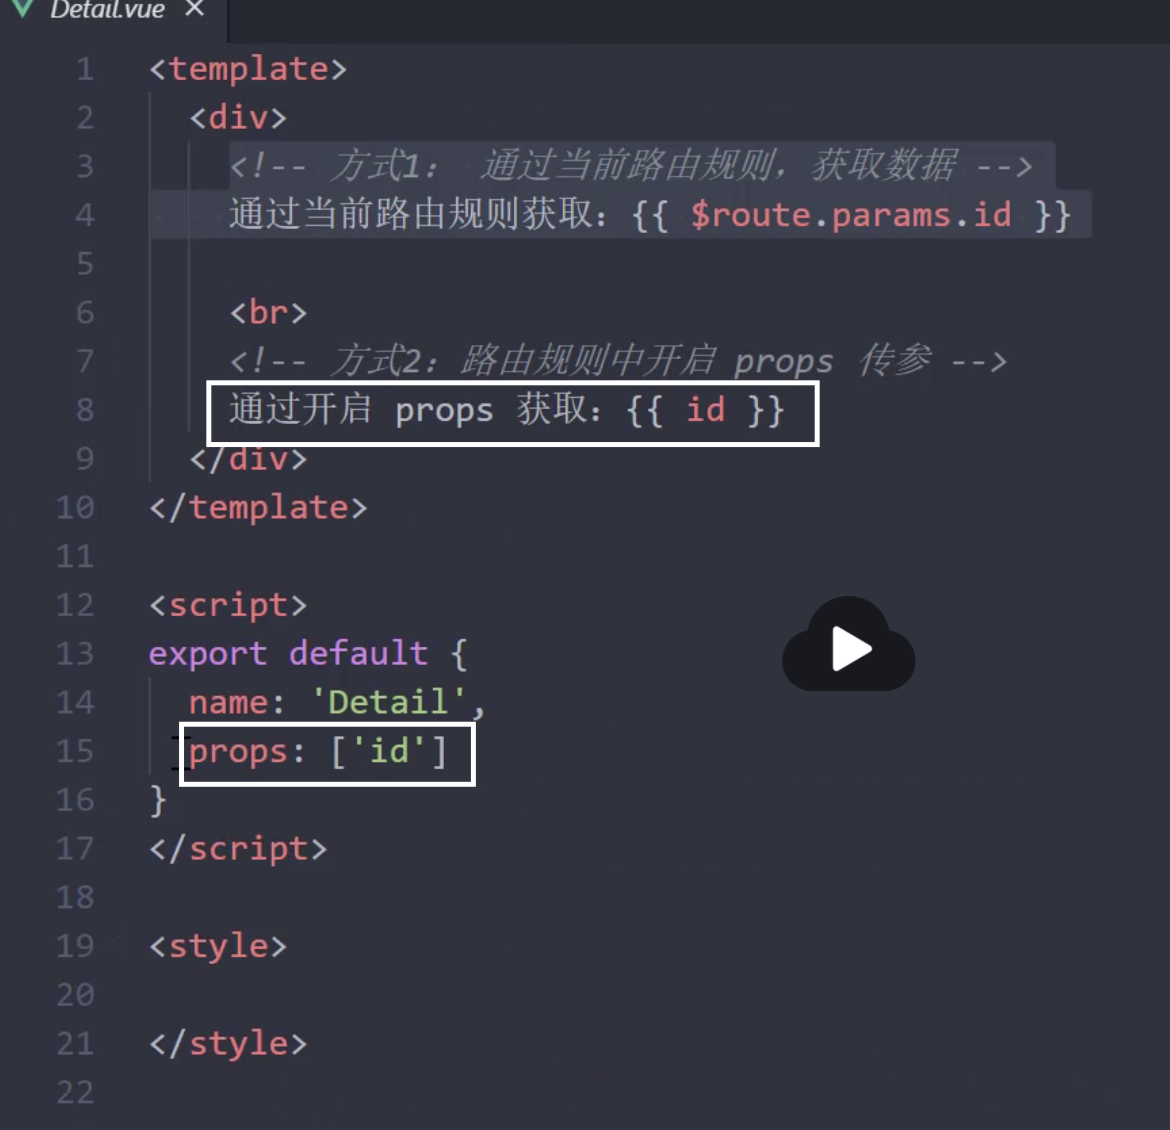 Detail.vue ×
1 <template>
2 <div>
3 <!-- 方式1： 通过当前路由规则，获取数据 -->
4 通过当前路由规则获取：{{ $route.params.id }}
5
6 <br>
7 <!-- 方式2：路由规则中开启 props 传参 -->
8 通过开启 props 获取：{{ id }}
9 </div>
10 </template>
11
12 <script>
13 export default {
14 name: 'Detail',
15 props: ['id']
16 }
17 </script>
18
19 <style>
20
21 </style>
22